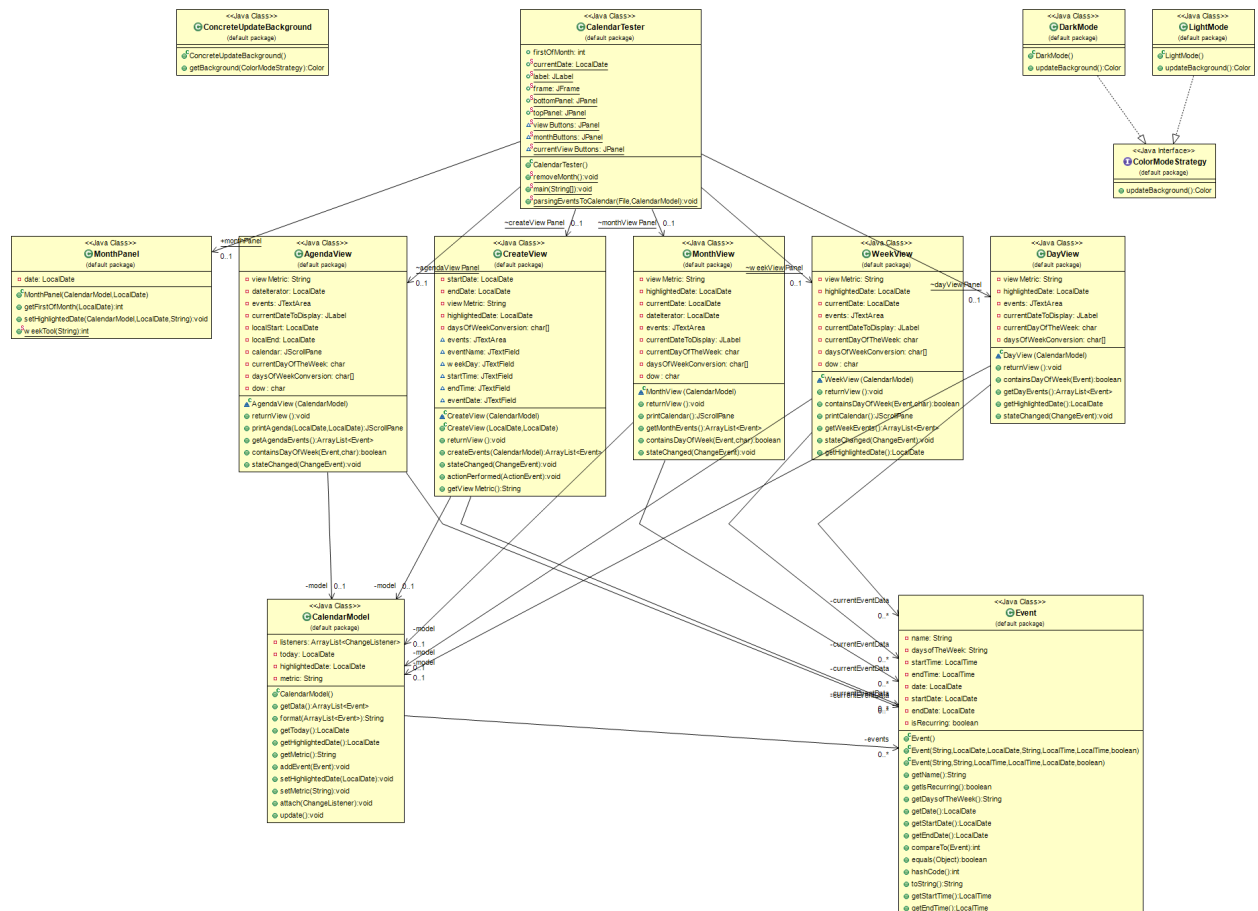 <<Java Class>>
ConcreteUpdateBackground
(default package)
ConcreteUpdateBackground()
getBackground(ColorModeStrategy):Color
<<Java Class>>
CalendarTester
(default package)
firstOfMonth: int
currentDate: LocalDate
label: JLabel
frame: JFrame
bottomPanel: JPanel
topPanel: JPanel
viewButtons: JPanel
monthButtons: JPanel
currentViewButtons: JPanel
CalendarTester()
removeMonth():void
main(String[]):void
parsingEventsToCalendar(File,CalendarModel):void
<<Java Class>>
DarkMode
(default package)
DarkMode()
updateBackground():Color
<<Java Class>>
LightMode
(default package)
LightMode()
updateBackground():Color
<<Java Interface>>
ColorModeStrategy
(default package)
updateBackground():Color
+monthPanel
0..1
~agendaViewPanel
0..1
~createViewPanel 0..1
~monthViewPanel 0..1
~weekViewPanel
0..1
~dayViewPanel
0..1
<<Java Class>>
MonthPanel
(default package)
date: LocalDate
MonthPanel(CalendarModel,LocalDate)
getFirstOfMonth(LocalDate):int
setHighlightedDate(CalendarModel,LocalDate,String):void
weekTool(String):int
<<Java Class>>
AgendaView
(default package)
viewMetric: String
dateIterator: LocalDate
events: JTextArea
currentDateToDisplay: JLabel
localStart: LocalDate
localEnd: LocalDate
calendar: JScrollPane
currentDayOfTheWeek: char
daysOfWeekConversion: char[]
dow : char
AgendaView(CalendarModel)
returnView():void
printAgenda(LocalDate,LocalDate):JScrollPane
getAgendaEvents():ArrayList<Event>
containsDayOfWeek(Event,char):boolean
stateChanged(ChangeEvent):void
<<Java Class>>
CreateView
(default package)
startDate: LocalDate
endDate: LocalDate
viewMetric: String
highlightedDate: LocalDate
daysOfWeekConversion: char[]
events: JTextArea
eventName: JTextField
weekDay: JTextField
startTime: JTextField
endTime: JTextField
eventDate: JTextField
CreateView(CalendarModel)
CreateView(LocalDate,LocalDate)
returnView():void
createEvents(CalendarModel):ArrayList<Event>
stateChanged(ChangeEvent):void
actionPerformed(ActionEvent):void
getViewMetric():String
<<Java Class>>
MonthView
(default package)
viewMetric: String
highlightedDate: LocalDate
currentDate: LocalDate
dateIterator: LocalDate
events: JTextArea
currentDateToDisplay: JLabel
currentDayOfTheWeek: char
daysOfWeekConversion: char[]
dow : char
MonthView(CalendarModel)
returnView():void
printCalendar():JScrollPane
getMonthEvents():ArrayList<Event>
containsDayOfWeek(Event,char):boolean
stateChanged(ChangeEvent):void
<<Java Class>>
WeekView
(default package)
viewMetric: String
highlightedDate: LocalDate
currentDate: LocalDate
events: JTextArea
currentDateToDisplay: JLabel
currentDayOfTheWeek: char
daysOfWeekConversion: char[]
dow : char
WeekView(CalendarModel)
returnView():void
containsDayOfWeek(Event,char):boolean
printCalendar():JScrollPane
getWeekEvents():ArrayList<Event>
stateChanged(ChangeEvent):void
getHighlightedDate():LocalDate
<<Java Class>>
DayView
(default package)
viewMetric: String
highlightedDate: LocalDate
events: JTextArea
currentDateToDisplay: JLabel
currentDayOfTheWeek: char
daysOfWeekConversion: char[]
DayView(CalendarModel)
returnView():void
containsDayOfWeek(Event):boolean
getDayEvents():ArrayList<Event>
getHighlightedDate():LocalDate
stateChanged(ChangeEvent):void
-model 0..1
-model 0..1
-model
0..1
-model
-model
0..1
-currentEventData
0..*
-currentEventData
0..*
-currentEventData
0..*
-currentEventData
0..*
-events
0..*
<<Java Class>>
CalendarModel
(default package)
listeners: ArrayList<ChangeListener>
today: LocalDate
highlightedDate: LocalDate
metric: String
CalendarModel()
getData():ArrayList<Event>
format(ArrayList<Event>):String
getToday():LocalDate
getHighlightedDate():LocalDate
getMetric():String
addEvent(Event):void
setHighlightedDate(LocalDate):void
setMetric(String):void
attach(ChangeListener):void
update():void
<<Java Class>>
Event
(default package)
name: String
daysofTheWeek: String
startTime: LocalTime
endTime: LocalTime
date: LocalDate
startDate: LocalDate
endDate: LocalDate
isRecurring: boolean
Event()
Event(String,LocalDate,LocalDate,String,LocalTime,LocalTime,boolean)
Event(String,String,LocalTime,LocalTime,LocalDate,boolean)
getName():String
getIsRecurring():boolean
getDaysofTheWeek():String
getDate():LocalDate
getStartDate():LocalDate
getEndDate():LocalDate
compareTo(Event):int
equals(Object):boolean
hashCode():int
toString():String
getStartTime():LocalTime
getEndTime():LocalTime